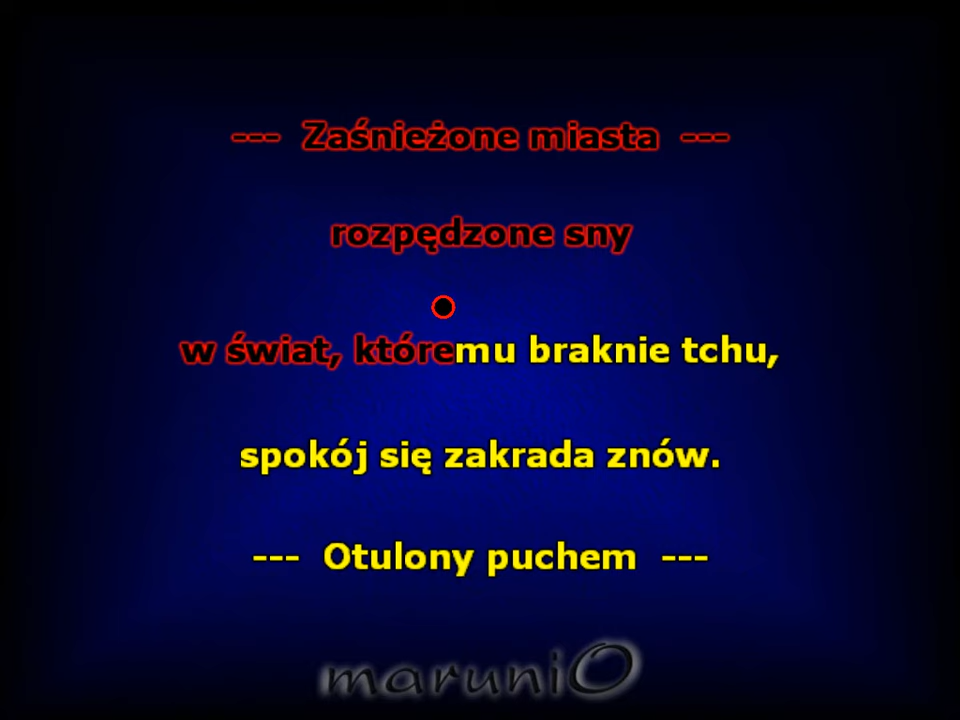 --- Zaśnieżone miasta ---
rozpędzone sny
w świat, któremu braknie tchu,
spokój się zakrada znów.
--- Otulony puchem ---
maruniO